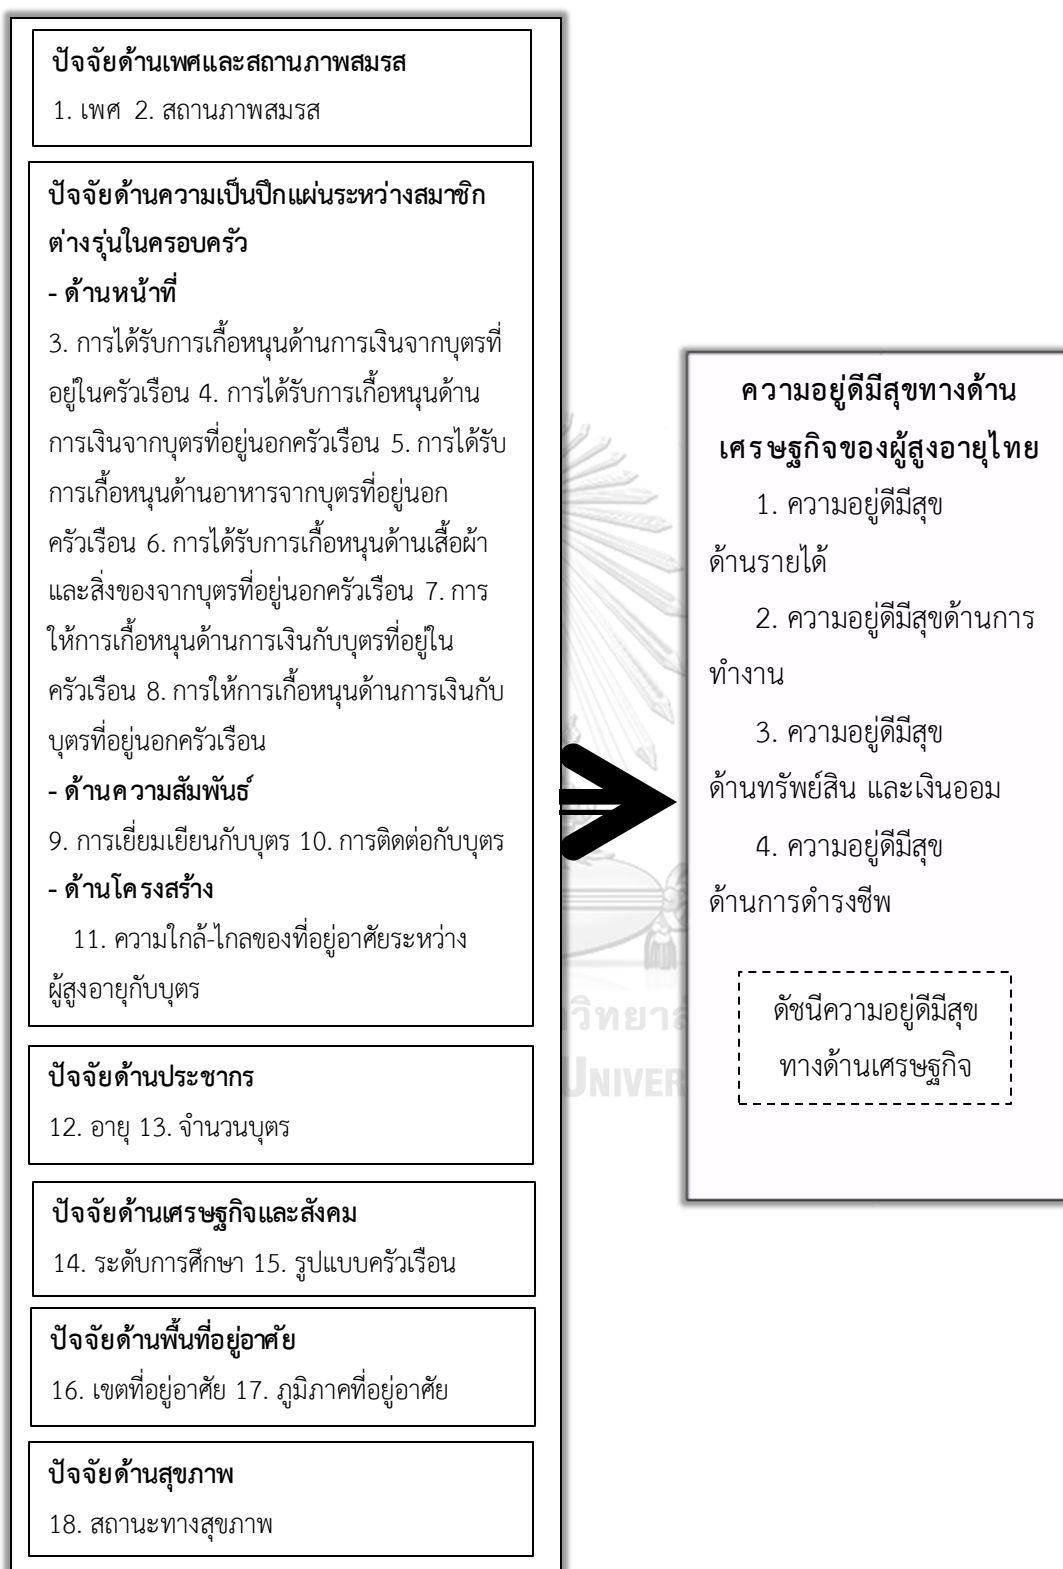 ปัจจัยด้านเพศและสถานภาพสมรส
1. เพศ 2. สถานภาพสมรส
ปัจจัยด้านความเป็นปึกแผ่นระหว่างสมาชิก
ต่างรุ่นในครอบครัว
- ด้านหน้าที่
3. การได้รับการเกื้อหนุนด้านการเงินจากบุตรที่
อยู่ในครัวเรือน 4. การได้รับการเกื้อหนุนด้าน
การเงินจากบุตรที่อยู่นอกครัวเรือน 5. การได้รับ
การเกื้อหนุนด้านอาหารจากบุตรที่อยู่นอก
ครัวเรือน 6. การได้รับการเกื้อหนุนด้านเสื้อผ้า
และสิ่งของจากบุตรที่อยู่นอกครัวเรือน 7. การ
ให้การเกื้อหนุนด้านการเงินกับบุตรที่อยู่ใน
ครัวเรือน 8. การให้การเกื้อหนุนด้านการเงินกับ
บุตรที่อยู่นอกครัวเรือน
- ด้านความสัมพันธ์
9. การเยี่ยมเยียนกับบุตร 10. การติดต่อกับบุตร
- ด้านโครงสร้าง
11. ความใกล้-ไกลของที่อยู่อาศัยระหว่าง
ผู้สูงอายุกับบุตร
ปัจจัยด้านประชากร
12. อายุ 13. จำนวนบุตร
ปัจจัยด้านเศรษฐกิจและสังคม
14. ระดับการศึกษา 15. รูปแบบครัวเรือน
ปัจจัยด้านพื้นที่อยู่อาศัย
16. เขตที่อยู่อาศัย 17. ภูมิภาคที่อยู่อาศัย
ปัจจัยด้านสุขภาพ
18. สถานะทางสุขภาพ
ความอยู่ดีมีสุขทางด้าน
เศรษฐกิจของผู้สูงอายุไทย
1. ความอยู่ดีมีสุข
ด้านรายได้
2. ความอยู่ดีมีสุขด้านการ
ทำงาน
3. ความอยู่ดีมีสุข
ด้านทรัพย์สิน และเงินออม
4. ความอยู่ดีมีสุข
ด้านการดำรงชีพ
ดัชนีความอยู่ดีมีสุข
ทางด้านเศรษฐกิจ